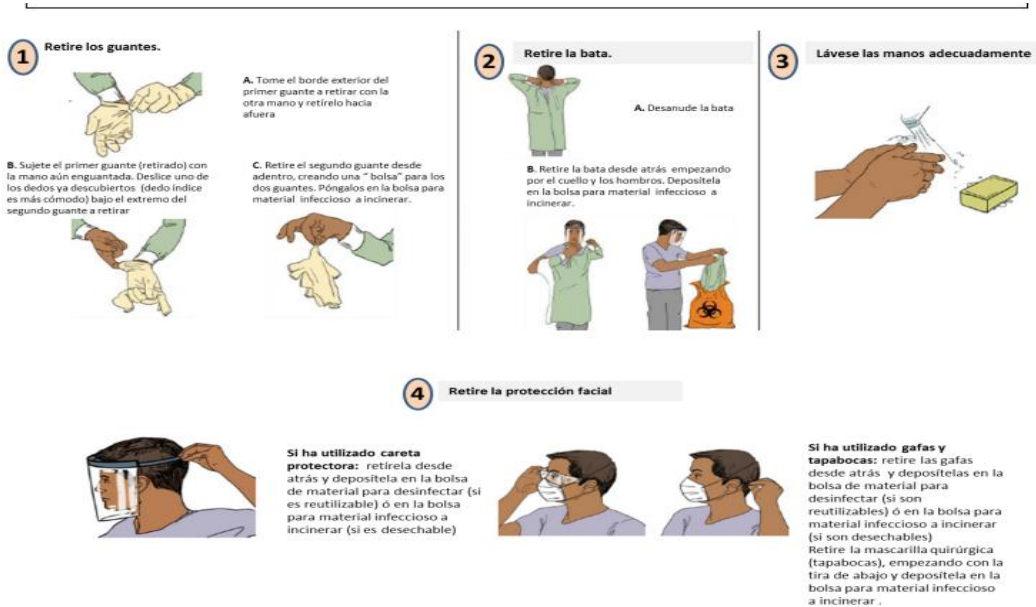 1
Retire los guantes.
A. Tome el borde exterior del
primer guante a retirar con la
otra mano y retírelo hacia
afuera
B. Sujete el primer guante (retirado) con
la mano aún enguantada. Deslice uno de
los dedos ya descubiertos (dedo índice
es más cómodo) bajo el extremo del
segundo guante a retirar
C. Retire el segundo guante desde
adentro, creando una " bolsa" para los
dos guantes. Póngalos en la bolsa para
material infeccioso a incinerar.
2
Retire la bata.
A. Desanude la bata
B. Retire la bata desde atrás empezando
por el cuello y los hombros. Deposítela
en la bolsa para material infeccioso a
incinerar.
3
Lávese las manos adecuadamente
4
Retire la protección facial
Si ha utilizado careta
protectora: retirela desde
atrás y deposítela en la bolsa
de material para desinfectar (si
es reutilizable) ó en la bolsa
para material infeccioso a
incinerar (si es desechable)
Si ha utilizado gafas y
tapabocas: retire las gafas
desde atrás y deposítelas en la
bolsa de material para
desinfectar (si son
reutilizables) ó en la bolsa para
material infeccioso a incinerar
(si son desechables)
Retire la mascarilla quirúrgica
(tapabocas), empezando con la
tira de abajo y deposítela en la
bolsa para material infeccioso
a incinerar .